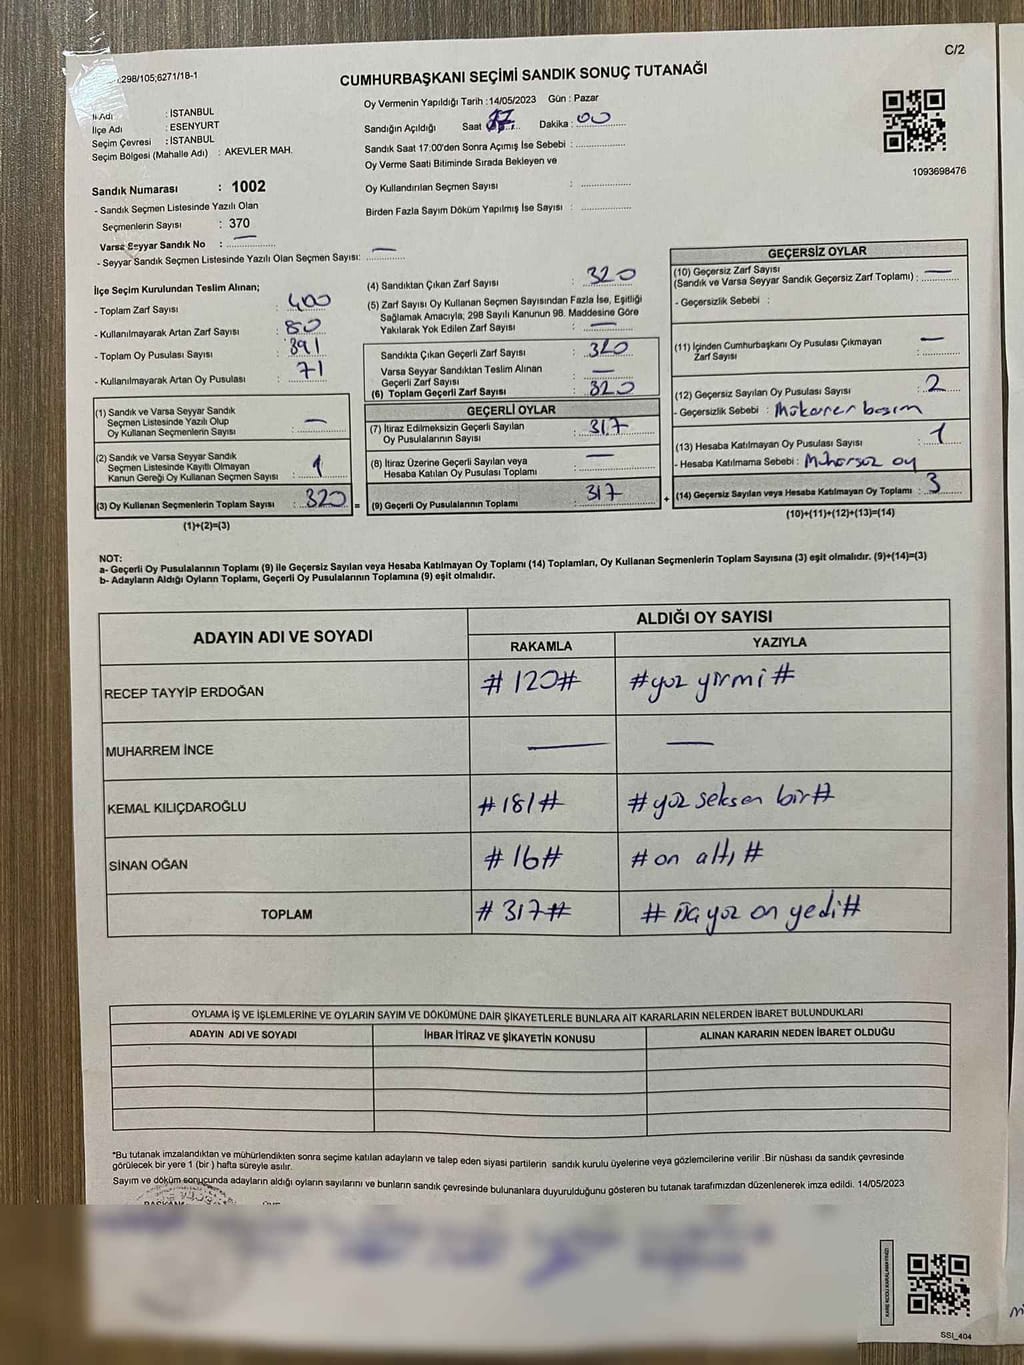 C/2
.298/105;6271/18-1
CUMHURBAŞKANI SEÇİMİ SANDIK SONUÇ TUTANAĞI
İl Adı : İSTANBUL
İlçe Adı : ESENYURT
Seçim Çevresi : İSTANBUL
Seçim Bölgesi (Mahalle Adı) : AKEVLER MAH.
Oy Vermenin Yapıldığı Tarih : 14/05/2023 Gün : Pazar
Sandığın Açıldığı Saat 17 Dakika : 00
Sandık Saat 17:00'den Sonra Açımış İse Sebebi :
Oy Verme Saati Bitiminde Sırada Bekleyen ve
Oy Kullandırılan Seçmen Sayısı :
Birden Fazla Sayım Döküm Yapılmış İse Sayısı :
1093698476
Sandık Numarası : 1002
- Sandık Seçmen Listesinde Yazılı Olan
Seçmenlerin Sayısı : 370
Varsa Seyyar Sandık No : —
- Seyyar Sandık Seçmen Listesinde Yazılı Olan Seçmen Sayısı: —
İlçe Seçim Kurulundan Teslim Alınan;
- Toplam Zarf Sayısı : 400
- Kullanılmayarak Artan Zarf Sayısı : 80
- Toplam Oy Pusulası Sayısı : 391
- Kullanılmayarak Artan Oy Pusulası : 71
(1) Sandık ve Varsa Seyyar Sandık
Seçmen Listesinde Yazılı Olup
Oy Kullanan Seçmenlerin Sayısı : —
(2) Sandık ve Varsa Seyyar Sandık
Seçmen Listesinde Kayıtlı Olmayan
Kanun Gereği Oy Kullanan Seçmen Sayısı : 1
(3) Oy Kullanan Seçmenlerin Toplam Sayısı : 320 =
(1)+(2)=(3)
(4) Sandıktan Çıkan Zarf Sayısı : 320
(5) Zarf Sayısı Oy Kullanan Seçmen Sayısından Fazla İse, Eşitliği
Sağlamak Amacıyla, 298 Sayılı Kanunun 98. Maddesine Göre
Yakılarak Yok Edilen Zarf Sayısı : —
Sandıkta Çıkan Geçerli Zarf Sayısı : 320
Varsa Seyyar Sandıktan Teslim Alınan
Geçerli Zarf Sayısı : —
(6) Toplam Geçerli Zarf Sayısı : 320
GEÇERLİ OYLAR
(7) İtiraz Edilmeksizin Geçerli Sayılan
Oy Pusulalarının Sayısı : 317
(8) İtiraz Üzerine Geçerli Sayılan veya
Hesaba Katılan Oy Pusulası Toplamı : —
(9) Geçerli Oy Pusulalarının Toplamı : 317 +
GEÇERSİZ OYLAR
(10) Geçersiz Zarf Sayısı
(Sandık ve Varsa Seyyar Sandık Geçersiz Zarf Toplamı) : —
- Geçersizlik Sebebi :
(11) İçinden Cumhurbaşkanı Oy Pusulası Çıkmayan
Zarf Sayısı : —
(12) Geçersiz Sayılan Oy Pusulası Sayısı : 2
- Geçersizlik Sebebi : Mükerrer basım
(13) Hesaba Katılmayan Oy Pusulası Sayısı : 1
- Hesaba Katılmama Sebebi : Mühürsüz oy
(14) Geçersiz Sayılan veya Hesaba Katılmayan Oy Toplamı : 3
(10)+(11)+(12)+(13)=(14)
NOT:
a- Geçerli Oy Pusulalarının Toplamı (9) ile Geçersiz Sayılan veya Hesaba Katılmayan Oy Toplamı (14) Toplamları, Oy Kullanan Seçmenlerin Toplam Sayısına (3) eşit olmalıdır. (9)+(14)=(3)
b- Adayların Aldığı Oyların Toplamı, Geçerli Oy Pusulalarının Toplamına (9) eşit olmalıdır.
ADAYIN ADI VE SOYADI
ALDIĞI OY SAYISI
RAKAMLA YAZIYLA
RECEP TAYYİP ERDOĞAN #120# #yüz yirmi#
MUHARREM İNCE — —
KEMAL KILIÇDAROĞLU #181# #yüz seksen bir#
SİNAN OĞAN #16# #on altı#
TOPLAM #317# #Üç yüz on yedi#
OYLAMA İŞ VE İŞLEMLERİNE VE OYLARIN SAYIM VE DÖKÜMÜNE DAİR ŞİKAYETLERLE BUNLARA AİT KARARLARIN NELERDEN İBARET BULUNDUKLARI
ADAYIN ADI VE SOYADI İHBAR İTİRAZ VE ŞİKAYETİN KONUSU ALINAN KARARIN NEDEN İBARET OLDUĞU
*Bu tutanak imzalandıktan ve mühürlendikten sonra seçime katılan adayların ve talep eden siyasi partilerin sandık kurulu üyelerine veya gözlemcilerine verilir .Bir nüshası da sandık çevresinde
görülecek bir yere 1 (bir ) hafta süreyle asılır.
Sayım ve döküm sonucunda adayların aldığı oyların sayılarını ve bunların sandık çevresinde bulunanlara duyurulduğunu gösteren bu tutanak tarafımızdan düzenlenerek imza edildi. 14/05/2023
KARE KODU KARALAMAYINIZ!
SSI_404